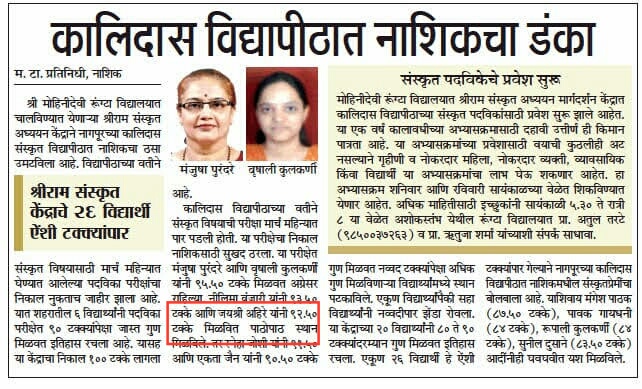 कालिदास विद्यापीठात नाशिकचा डंका
म. टा. प्रतिनिधी, नाशिक
श्री मोहिनीदेवी रूंग्टा विद्यालयात
चालविण्यात येणाऱ्या श्रीराम संस्कृत
अध्ययन केंद्राने नागपूरच्या कालिदास
संस्कृत विद्यापीठात नाशिकचा ठसा
उमटविला आहे. विद्यापीठाच्या वतीने
श्रीराम संस्कृत
केंद्राचे २६ विद्यार्थी
ऐंशी टक्क्यांपार
संस्कृत विषयासाठी मार्च महिन्यात
घेण्यात आलेल्या पदविका परीक्षांचा
निकाल नुकताच जाहीर झाला आहे.
यात शहरातील ६ विद्यार्थ्यांनी पदविका
परीक्षेत ९० टक्क्यांपेक्षा जास्त गुण
मिळवत इतिहास रचला आहे. यासह
या केंद्राचा निकाल १०० टक्के लागला
मंजुषा पुरंदरे
वृषाली कुलकर्णी
आहे.
कालिदास विद्यापीठाच्या वतीने
संस्कृत विषयाची परीक्षा मार्च महिन्यात
पार पडली होती. या परीक्षेचा निकाल
नाशिककरांसाठी सुखद ठरला. या परीक्षेत
मंजुषा पुरंदरे आणि वृषाली कुलकर्णी
यांनी ९५.५० टक्के मिळवत अग्रेसर
राहिल्या. नीलिमा वंडारी यांनी ९३.५०
टक्के आणि जयश्री अहिरे यांनी ९२.५०
टक्के मिळवित पाठोपाठ स्थान
मिळविले. तर स्नेहा जोशी यांनी ९१.५०
आणि एकता जैन यांनी ९०.५० टक्के
संस्कृत पदविकेचे प्रवेश सुरू
मोहिनीदेवी रूंग्टा विद्यालयात श्रीराम संस्कृत अध्ययन मार्गदर्शन केंद्रात
कालिदास विद्यापीठाच्या संस्कृत पदविकांसाठी प्रवेश सुरू झाले आहेत.
या एक वर्ष कालावधीच्या अभ्यासक्रमासाठी दहावी उत्तीर्ण ही किमान
पात्रता आहे. या अभ्यासक्रमांच्या प्रवेशासाठी वयाची कुठलीही अट
नसल्याने गृहीणी व नोकरदार महिला, नोकरदार व्यक्ती, व्यावसायिक
किंवा विद्यार्थी या अभ्यासक्रमांचा लाभ घेऊ शकणार आहेत. हा
अभ्यासक्रम शनिवार आणि रविवारी सायंकाळच्या वेळेत शिकविण्यात
येणार आहेत. अधिक माहितीसाठी इच्छुकांनी सायंकाळी ५.३० ते रात्री
८ या वेळेत अशोकस्तंभ येथील रूंग्टा विद्यालयात प्रा. अतुल तरटे
(९८५००३७२६३) व प्रा. ऋतुजा शर्मा यांच्याशी संपर्क साधावा.
गुण मिळवत नव्वद टक्क्यांपेक्षा अधिक
गुण मिळविणाऱ्या विद्यार्थ्यांमध्ये स्थान
पटकाविले. एकूण विद्यार्थ्यांपैकी सहा
विद्यार्थ्यांनी नव्वदीपार झेंडा रोवला.
या केंद्राच्या २० विद्यार्थ्यांनी ८० ते ९०
टक्क्यांदरम्यान गुण मिळवत इतिहास
रचला. एकूण २६ विद्यार्थी हे ऐंशी
टक्क्यांपार गेल्याने नागपूरच्या कालिदास
विद्यापीठात नाशिकमधील संस्कृतप्रेमींचा
बोलबाला आहे. याशिवाय मंगेश पाठक
(८७.५० टक्के), पावक गायधनी
(८४ टक्के), रूपाली कुलकर्णी (८४
टक्के), सुनील दुसाने (८३.५० टक्के)
आदींनीही घवघवीत यश मिळविले.